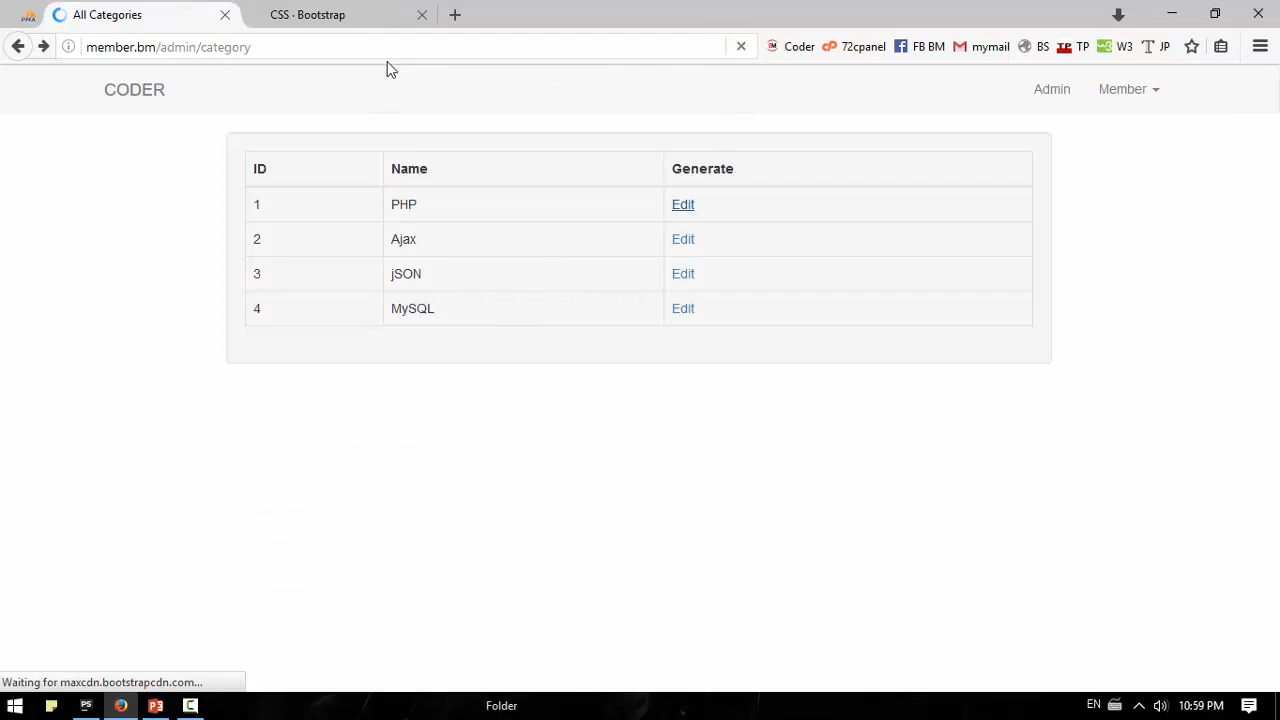 All Categories
CSS · Bootstrap
member.bm/admin/category
Coder
72cpanel
FB BM
mymail
BS
TP
W3
JP
CODER
Admin
Member
ID Name Generate
1 PHP Edit
2 Ajax Edit
3 jSON Edit
4 MySQL Edit
Waiting for maxcdn.bootstrapcdn.com...
Folder
EN
10:59 PM